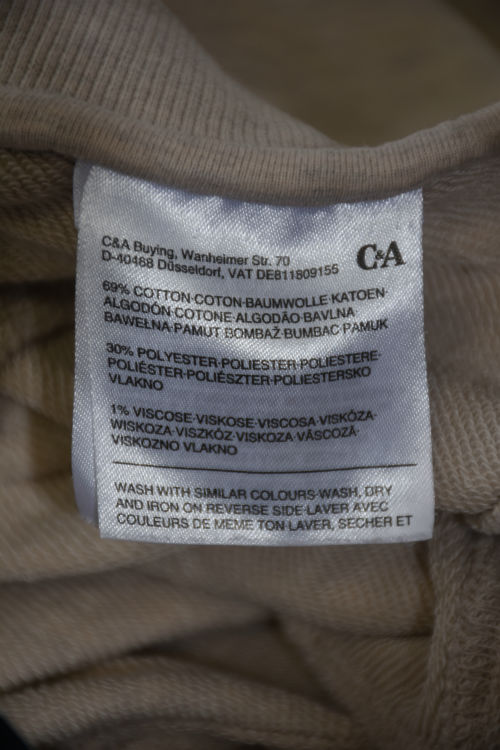 C&A Buying, Wanheimer Str. 70
D-40468 Düsseldorf, VAT DE811809155
C&A
69% COTTON·COTON·BAUMWOLLE·KATOEN·
ALGODÓN·COTONE·ALGODÃO·BAVLNA
BAWEŁNA·PAMUT BOMBAŽ·BUMBAC PAMUK
30% POLYESTER·POLIESTER·POLIESTERE·
POLIÉSTER·POLIÉSZTER·POLIESTERSKO
VLAKNO
1% VISCOSE·VISKOSE·VISCOSA·VISKÓZA·
WISKOZA·VISZKÓZ·VISKOZA·VÂSCOZĂ·
VISKOZNO VLAKNO
WASH WITH SIMILAR COLOURS·WASH, DRY
AND IRON ON REVERSE SIDE·LAVER AVEC
COULEURS DE MEME TON·LAVER, SECHER ET